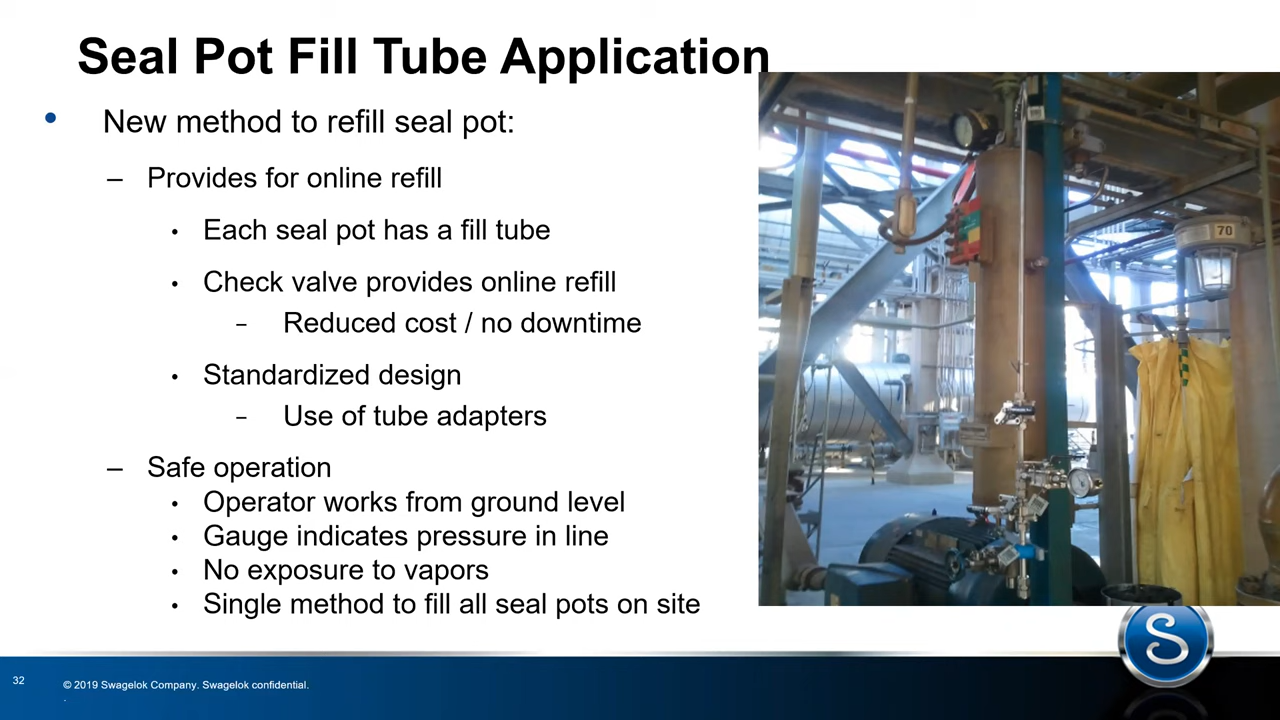 Seal Pot Fill Tube Application
• New method to refill seal pot:
– Provides for online refill
• Each seal pot has a fill tube
• Check valve provides online refill
– Reduced cost / no downtime
• Standardized design
– Use of tube adapters
– Safe operation
• Operator works from ground level
• Gauge indicates pressure in line
• No exposure to vapors
• Single method to fill all seal pots on site
70
S
32
© 2019 Swagelok Company. Swagelok confidential.
.